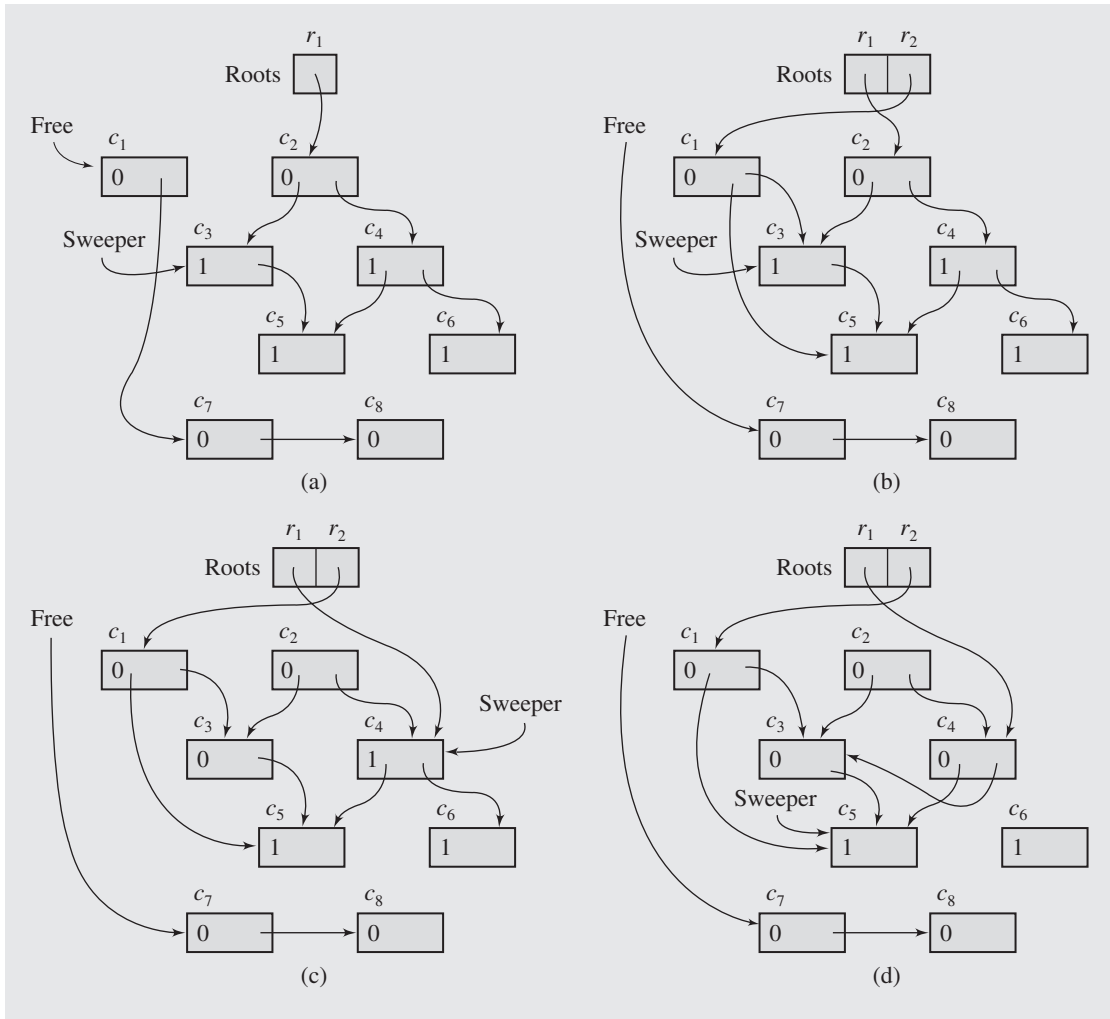 r₁
Roots
Free
c₁
c₂
0
0
Sweeper
c₃
c₄
1
1
c₅
c₆
1
1
c₇
c₈
0
0
(a)
r₁ r₂
Roots
Free
c₁
c₂
0
0
Sweeper
c₃
c₄
1
1
c₅
c₆
1
1
c₇
c₈
0
0
(b)
r₁ r₂
Roots
Free
c₁
c₂
0
0
Sweeper
c₃
c₄
0
1
c₅
c₆
1
1
c₇
c₈
0
0
(c)
r₁ r₂
Roots
Free
c₁
c₂
0
0
c₃
c₄
0
0
Sweeper
c₅
c₆
1
1
c₇
c₈
0
0
(d)